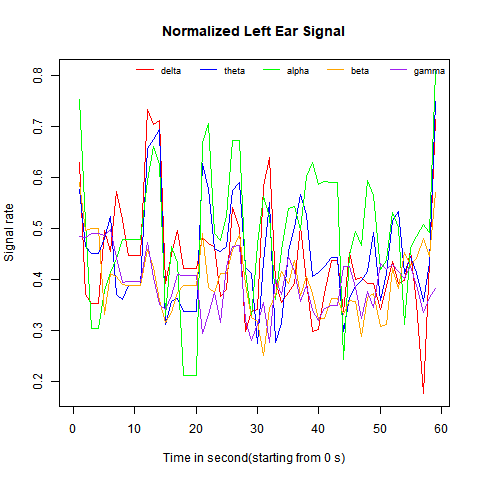 Normalized Left Ear Signal
delta theta alpha beta gamma
0.8
0.7
0.6
0.5
0.4
0.3
0.2
Signal rate
0 10 20 30 40 50 60
Time in second(starting from 0 s)